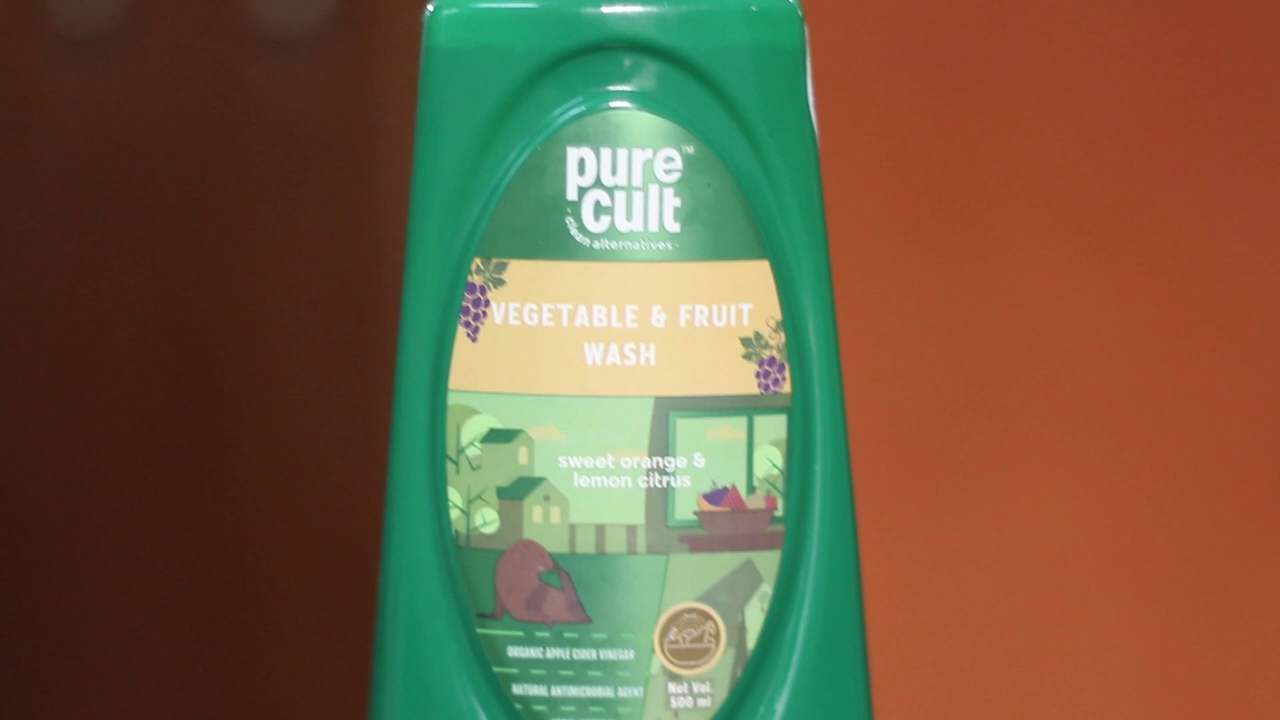 pure™
cult
· clean alternatives ·
VEGETABLE & FRUIT
WASH
sweet orange &
lemon citrus
ORGANIC APPLE CIDER VINEGAR
NATURAL ANTIMICROBIAL AGENT
Net Vol.
500 ml